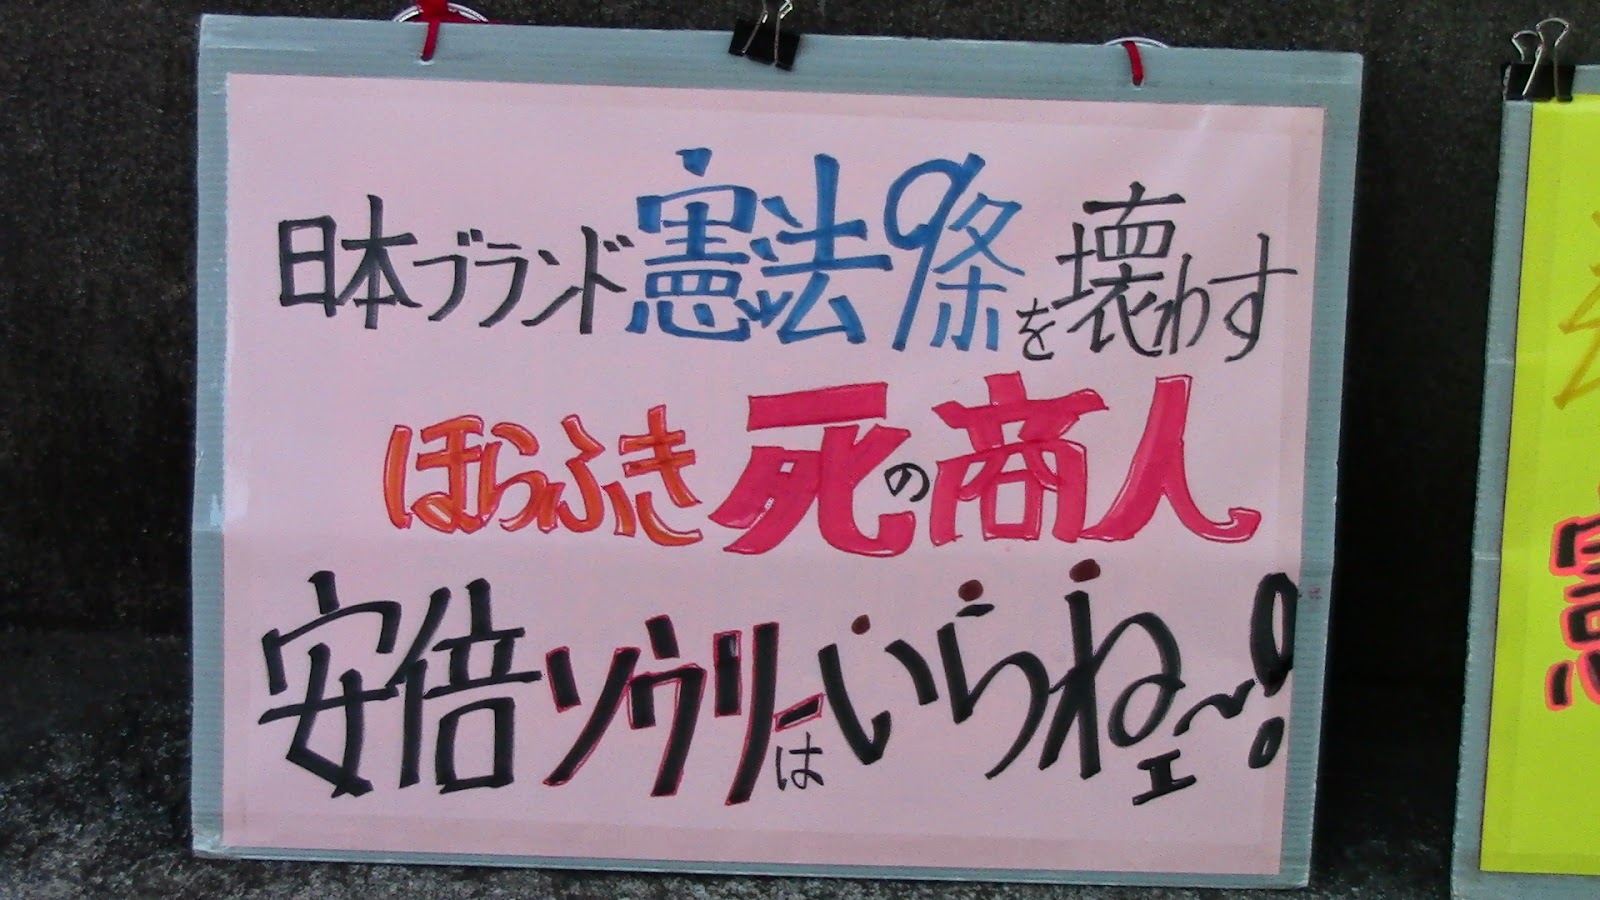 日本ブランド憲法9条を壊わす
ほらふき死の商人
安倍ソウリーはいらねェ〜!